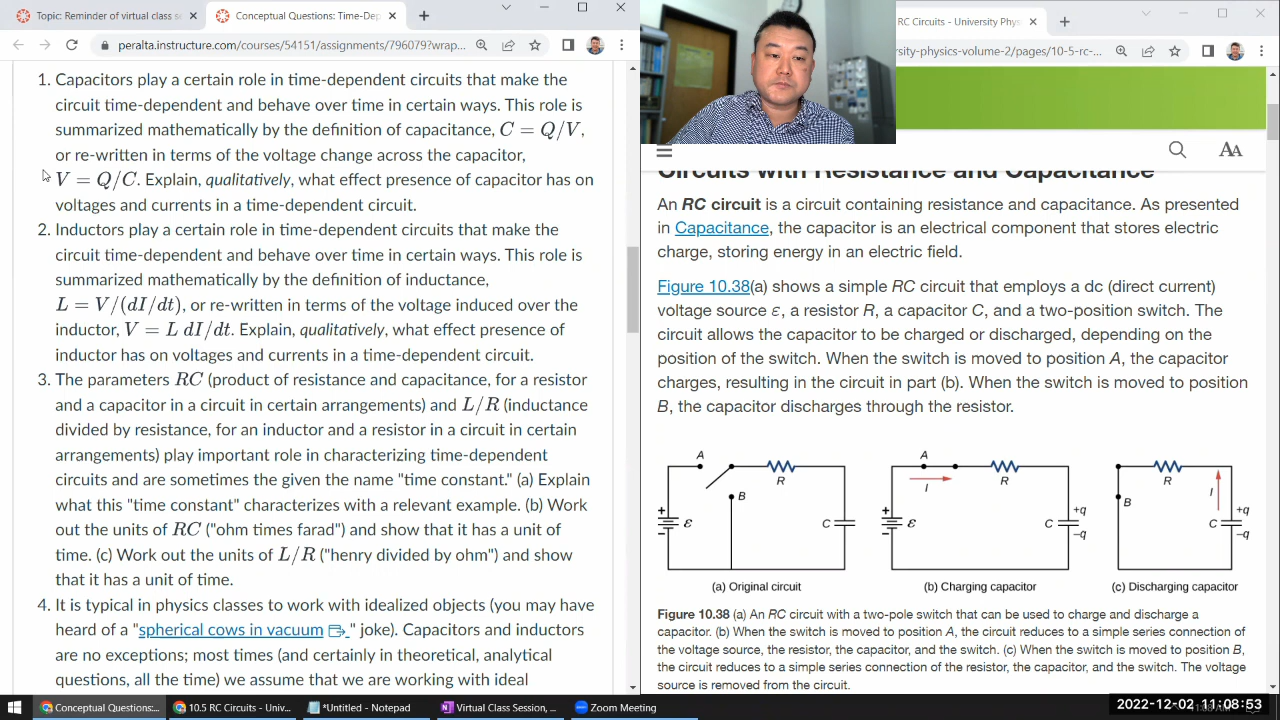 Topic: Reminder of virtual class s
Conceptual Questions: Time-Dep
RC Circuits - University Phys
peralta.instructure.com/courses/54151/assignments/796079?wrap...
sity-physics-volume-2/pages/10-5-rc-...
1. Capacitors play a certain role in time-dependent circuits that make the
circuit time-dependent and behave over time in certain ways. This role is
summarized mathematically by the definition of capacitance, C = Q/V,
or re-written in terms of the voltage change across the capacitor,
V = Q/C. Explain, qualitatively, what effect presence of capacitor has on
voltages and currents in a time-dependent circuit.
2. Inductors play a certain role in time-dependent circuits that make the
circuit time-dependent and behave over time in certain ways. This role is
summarized mathematically by the definition of inductance,
L = V/(dI/dt), or re-written in terms of the voltage induced over the
inductor, V = L dI/dt. Explain, qualitatively, what effect presence of
inductor has on voltages and currents in a time-dependent circuit.
3. The parameters RC (product of resistance and capacitance, for a resistor
and a capacitor in a circuit in certain arrangements) and L/R (inductance
divided by resistance, for an inductor and a resistor in a circuit in certain
arrangements) play important role in characterizing time-dependent
circuits and are sometimes the given the name "time constant." (a) Explain
what this "time constant" characterizes with a relevant example. (b) Work
out the units of RC ("ohm times farad") and show that it has a unit of
time. (c) Work out the units of L/R ("henry divided by ohm") and show
that it has a unit of time.
4. It is typical in physics classes to work with idealized objects (you may have
heard of a "spherical cows in vacuum" joke). Capacitors and inductors
are no exceptions; most times (and certainly in theoretical, analytical
questions, all the time) we assume that we are working with ideal
AA
Circuits with Resistance and Capacitance
An RC circuit is a circuit containing resistance and capacitance. As presented
in Capacitance, the capacitor is an electrical component that stores electric
charge, storing energy in an electric field.
Figure 10.38(a) shows a simple RC circuit that employs a dc (direct current)
voltage source ε, a resistor R, a capacitor C, and a two-position switch. The
circuit allows the capacitor to be charged or discharged, depending on the
position of the switch. When the switch is moved to position A, the capacitor
charges, resulting in the circuit in part (b). When the switch is moved to position
B, the capacitor discharges through the resistor.
A
B
R
+
−
ε
C
(a) Original circuit
A
I
R
+
−
ε
C
+q
−q
(b) Charging capacitor
R
B
I
C
+q
−q
(c) Discharging capacitor
Figure 10.38 (a) An RC circuit with a two-pole switch that can be used to charge and discharge a
capacitor. (b) When the switch is moved to position A, the circuit reduces to a simple series connection of
the voltage source, the resistor, the capacitor, and the switch. (c) When the switch is moved to position B,
the circuit reduces to a simple series connection of the resistor, the capacitor, and the switch. The voltage
source is removed from the circuit.
Conceptual Questions:...
10.5 RC Circuits - Univ...
*Untitled - Notepad
Virtual Class Session, ...
Zoom Meeting
2022-12-02 11:08:53